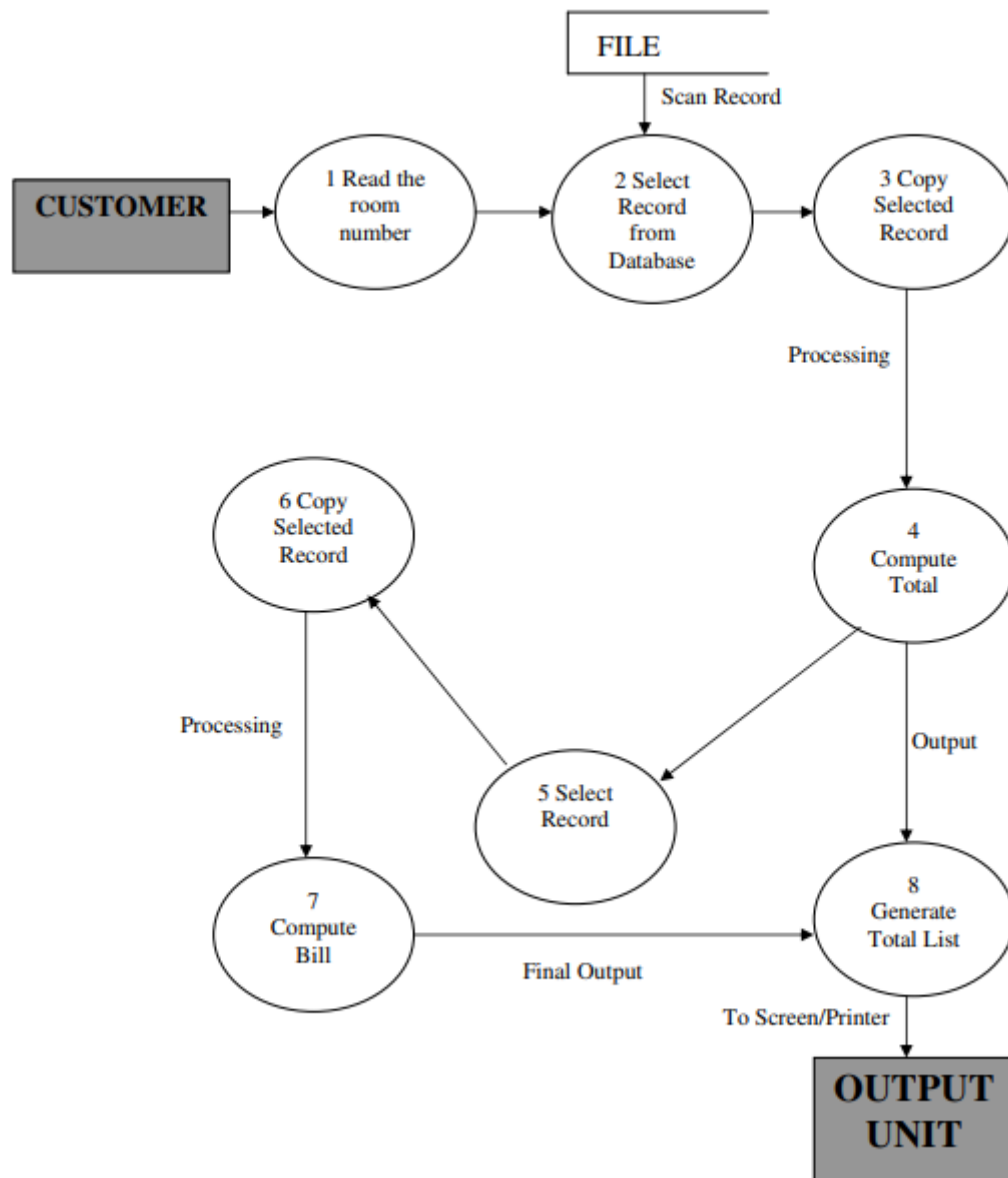 FILE
Scan Record
CUSTOMER
1 Read the
room
number
2 Select
Record
from
Database
3 Copy
Selected
Record
Processing
6 Copy
Selected
Record
4
Compute
Total
Processing
Output
5 Select
Record
7
Compute
Bill
8
Generate
Total List
Final Output
To Screen/Printer
OUTPUT
UNIT